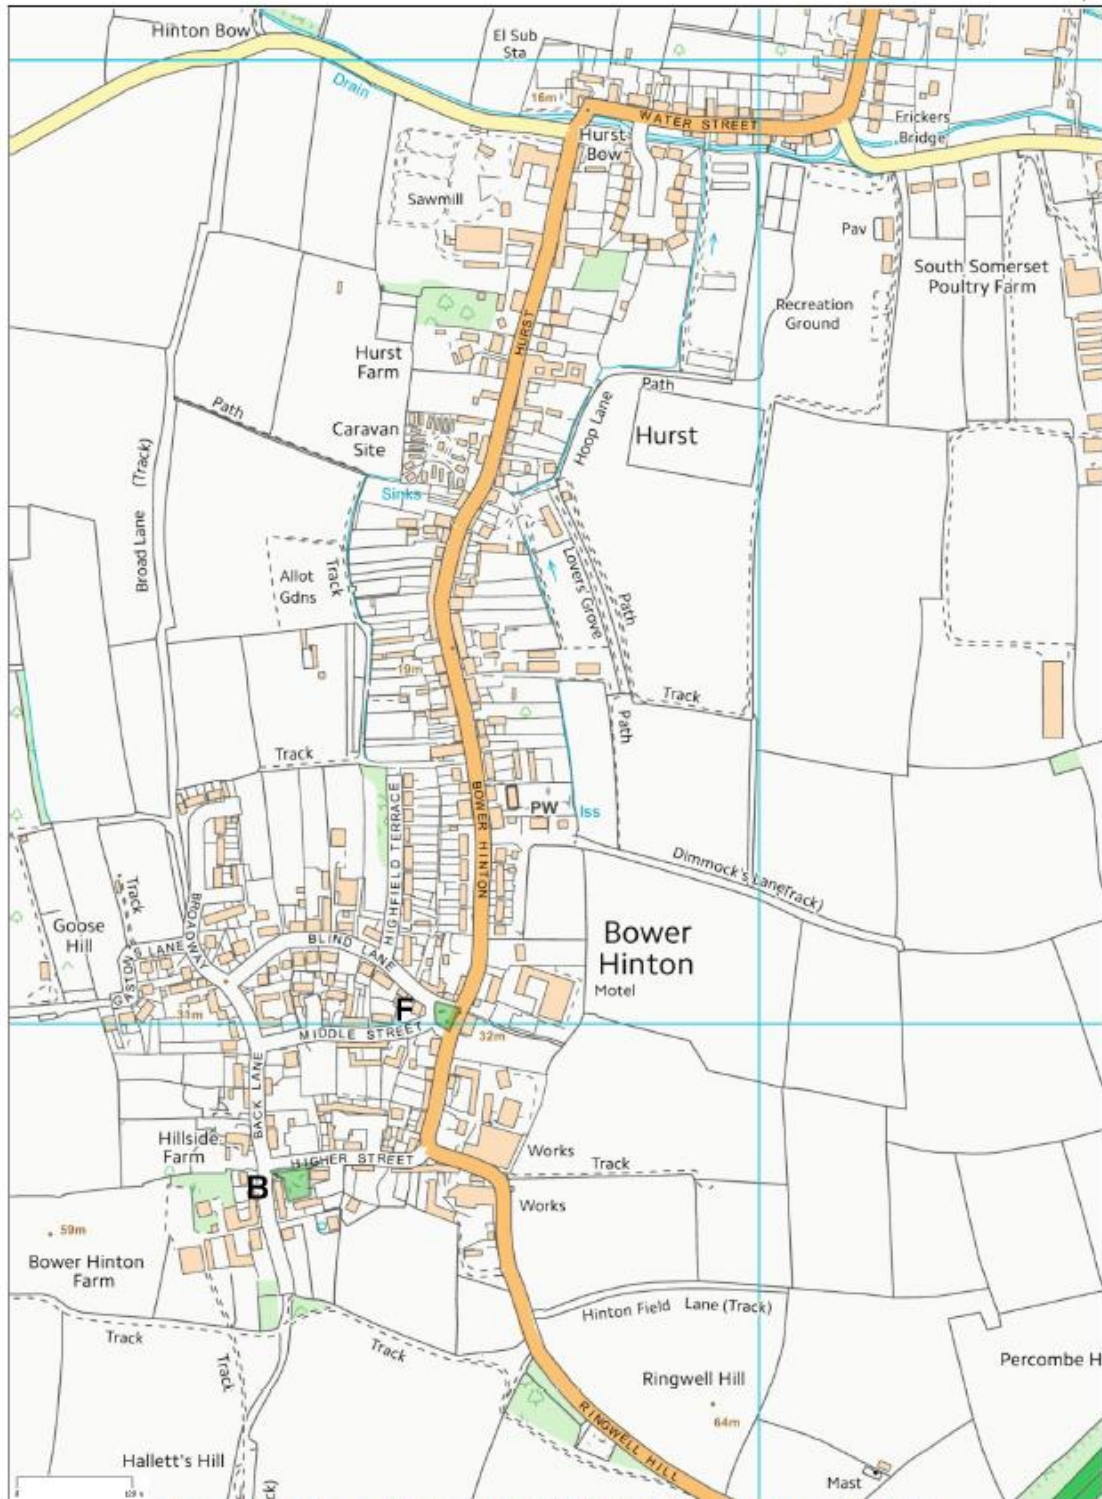 Hinton Bow
El Sub
Sta
Drain
16m
WATER STREET
Frickers
Bridge
Hurst
Bow
Sawmill
Pav
South Somerset
Poultry Farm
Recreation
Ground
HURST
Hurst
Farm
Path
Path
Hoop Lane
Caravan
Site
Hurst
Broad Lane (Track)
Sinks
Allot
Gdns
Track
Lovers' Grove
Path
19m
Track
Path
Track
BOWER HINTON
HIGHFIELD TERRACE
PW
Iss
Dimmock's Lane Track)
Track
Goose
Hill
BROADWAY
BLIND LANE
GASTONS LANE
Bower
Hinton
Motel
F
33m
MIDDLE STREET
32m
BACK LANE
Hillside
Farm
HIGHER STREET
Works
Track
B
Works
59m
Bower Hinton
Farm
Hinton Field Lane (Track)
Track
Track
Track
Ringwell Hill
Percombe H
64m
RINGWELL HILL
Hallett's Hill
Mast
ck)